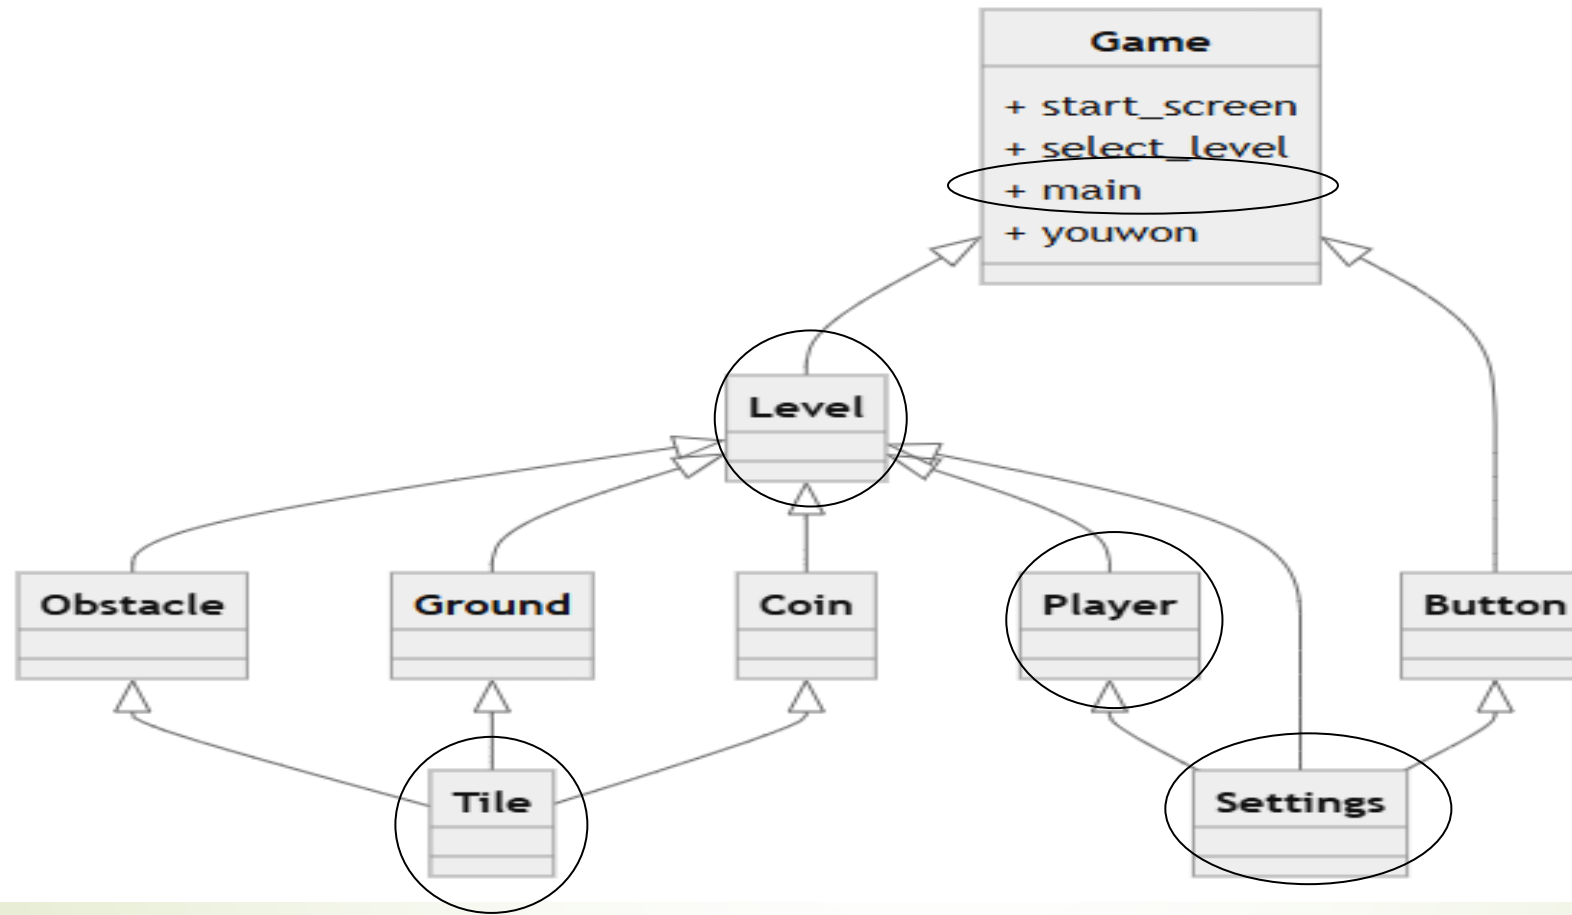 Game
+ start_screen
+ select_level
+ main
+ youwon
Level
Obstacle
Ground
Coin
Player
Button
Tile
Settings